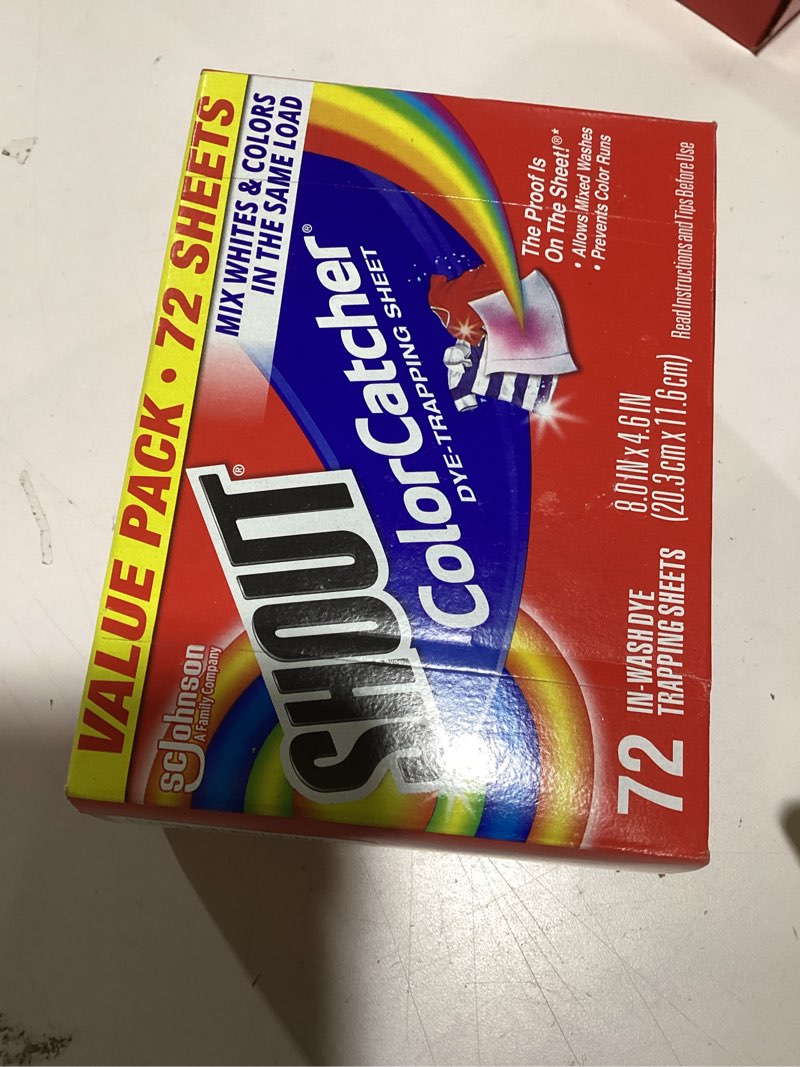 VALUE PACK • 72 SHEETS
MIX WHITES & COLORS
IN THE SAME LOAD
scJohnson
A Family Company
SHOUT®
ColorCatcher®
DYE-TRAPPING SHEET
The Proof Is
On The Sheet!®*
• Allows Mixed Washes
• Prevents Color Runs
72
IN-WASH DYE
TRAPPING SHEETS
8.0 IN x 4.6 IN
(20.3 cm x 11.6 cm)
Read Instructions and Tips Before Use